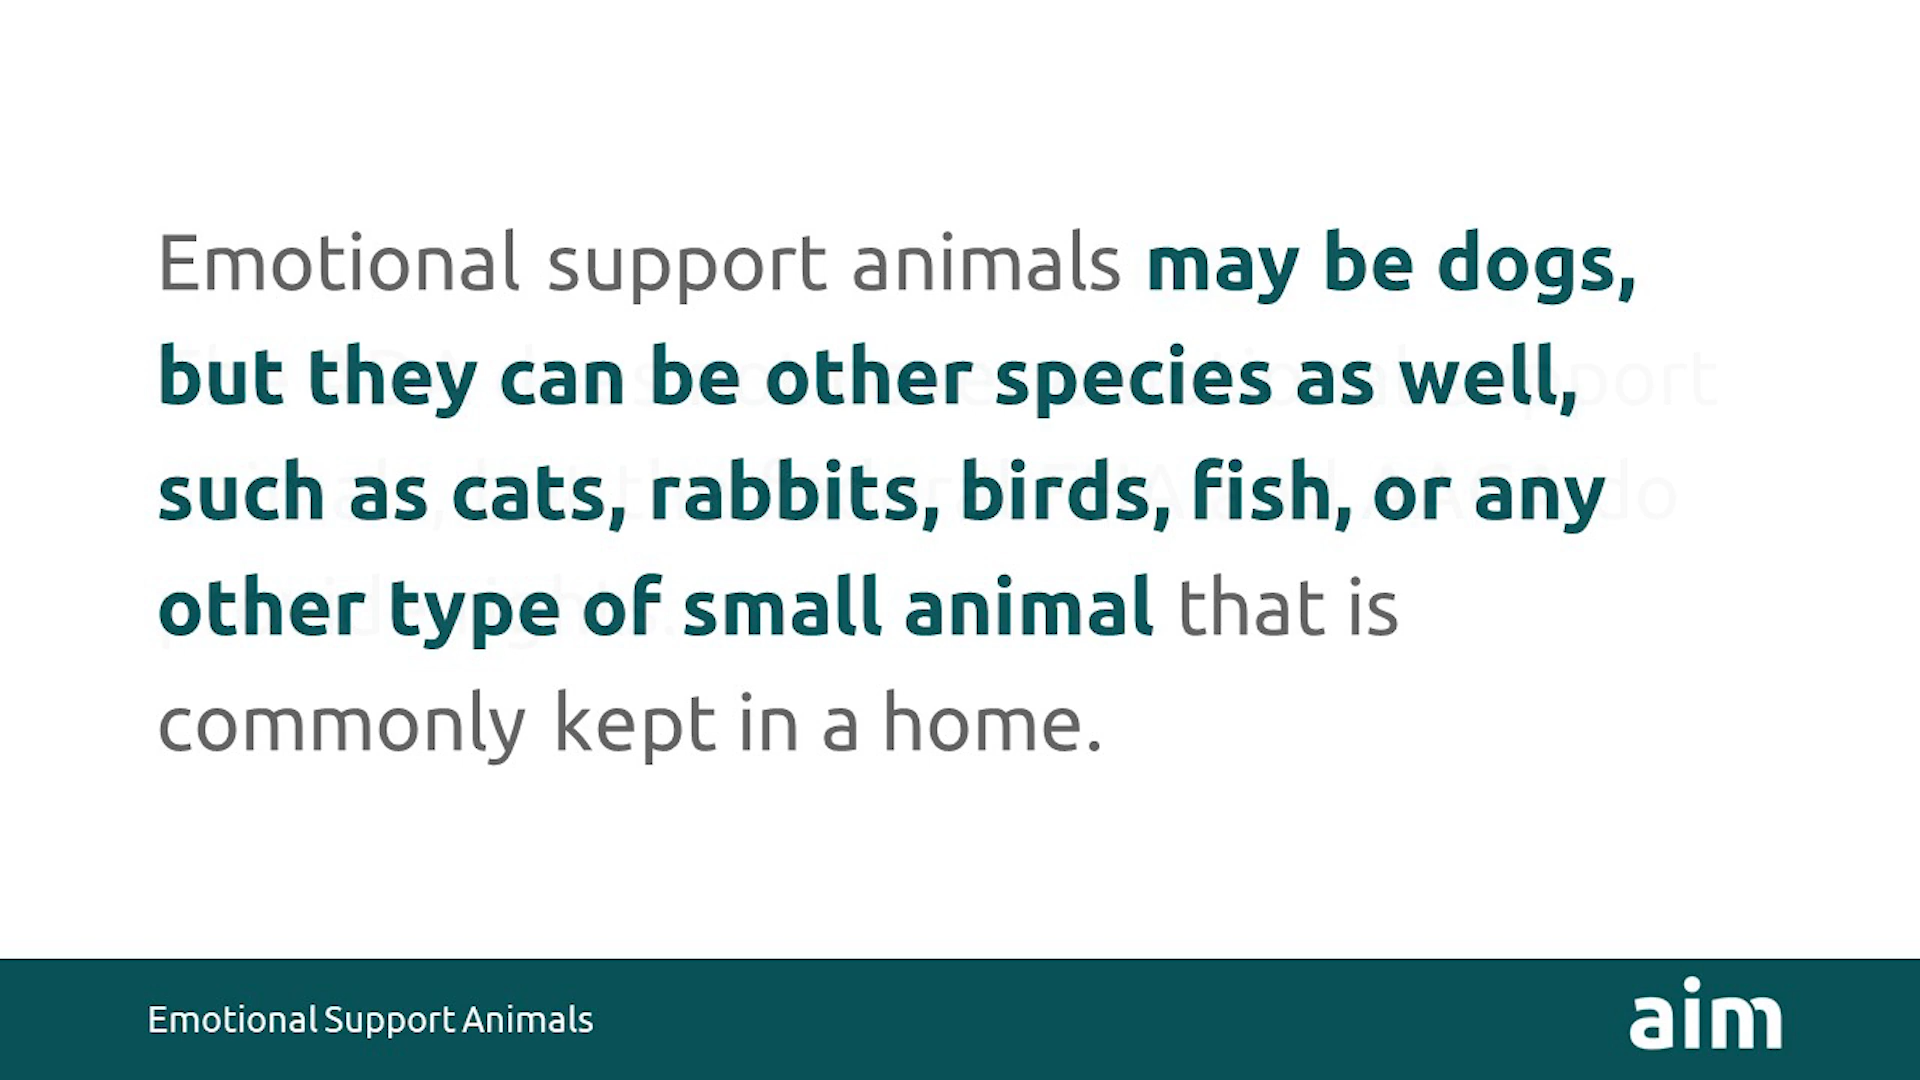 Emotional support animals may be dogs,
but they can be other species as well,
such as cats, rabbits, birds, fish, or any
other type of small animal that is
commonly kept in a home.
Emotional Support Animals
aim